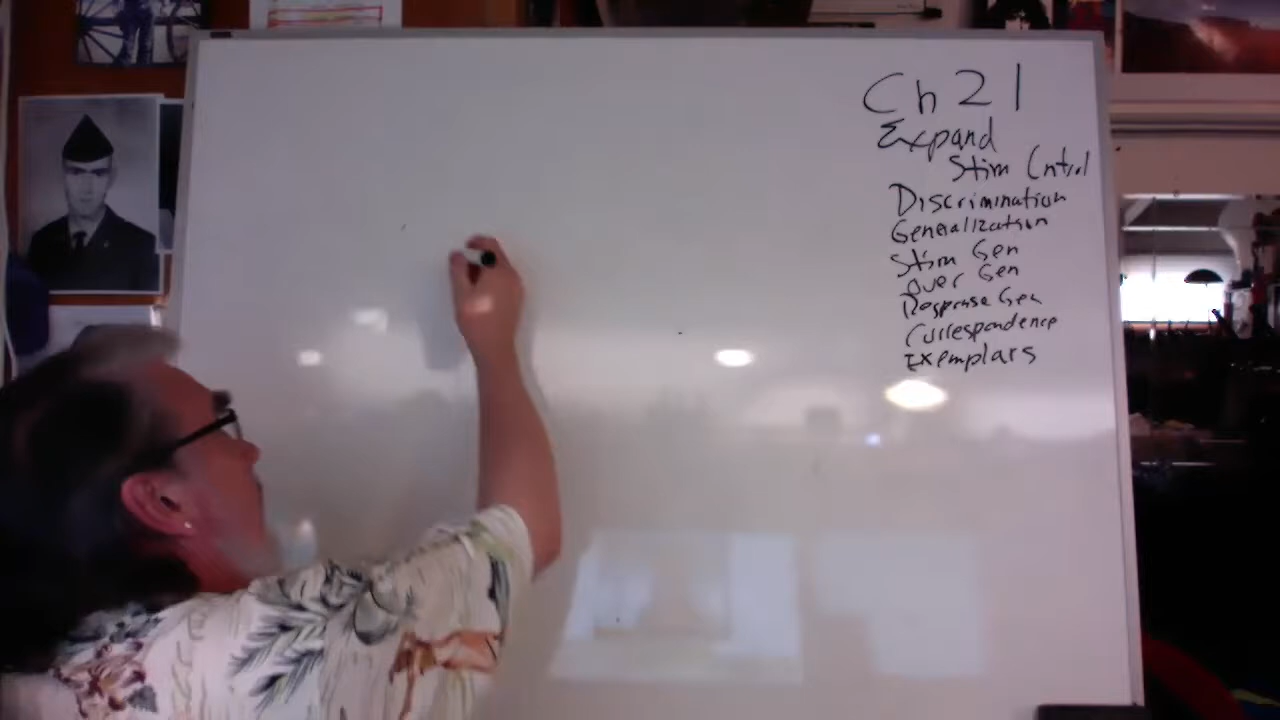 Ch 21
Expand
Stim Cntrl
Discrimination
Generalization
Stim Gen
Over Gen
Response Gen
Correspondence
Exemplars